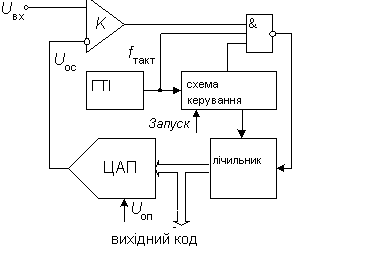 Uвх
K
&
Uос
fтакт
ГТІ
схема
керування
Запуск
ЦАП
лічильник
Uоп
вихідний код